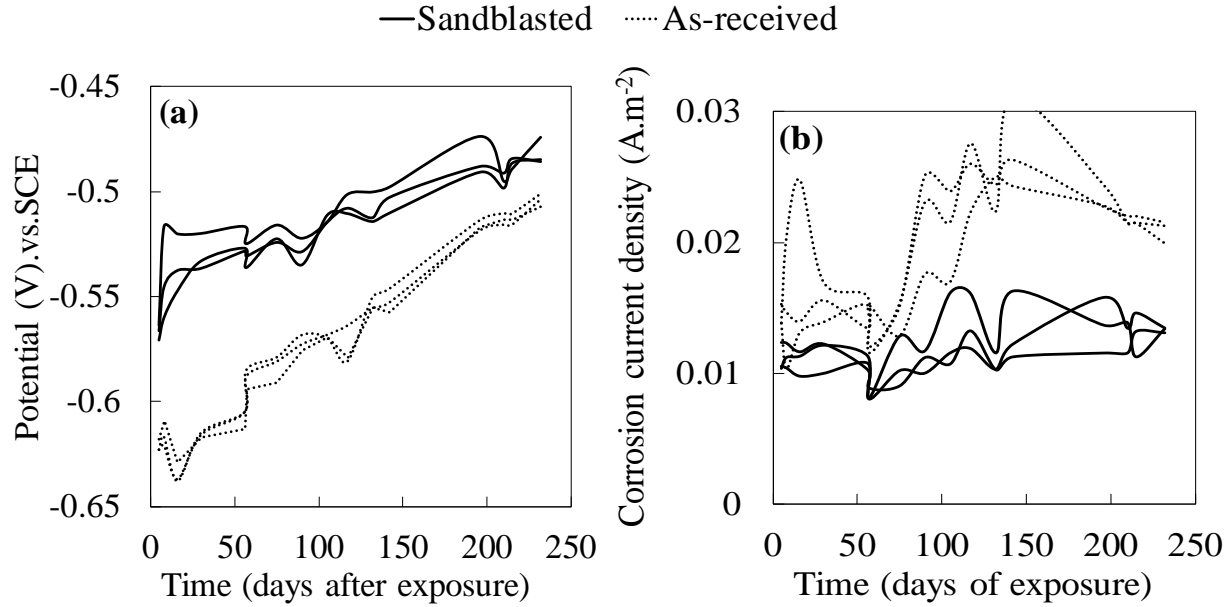 Sandblasted As-received
(a)
Potential (V).vs.SCE
-0.45
-0.5
-0.55
-0.6
-0.65
0 50 100 150 200 250
Time (days after exposure)
(b)
Corrosion current density (A.m-2)
0.03
0.02
0.01
0
0 50 100 150 200 250
Time (days of exposure)